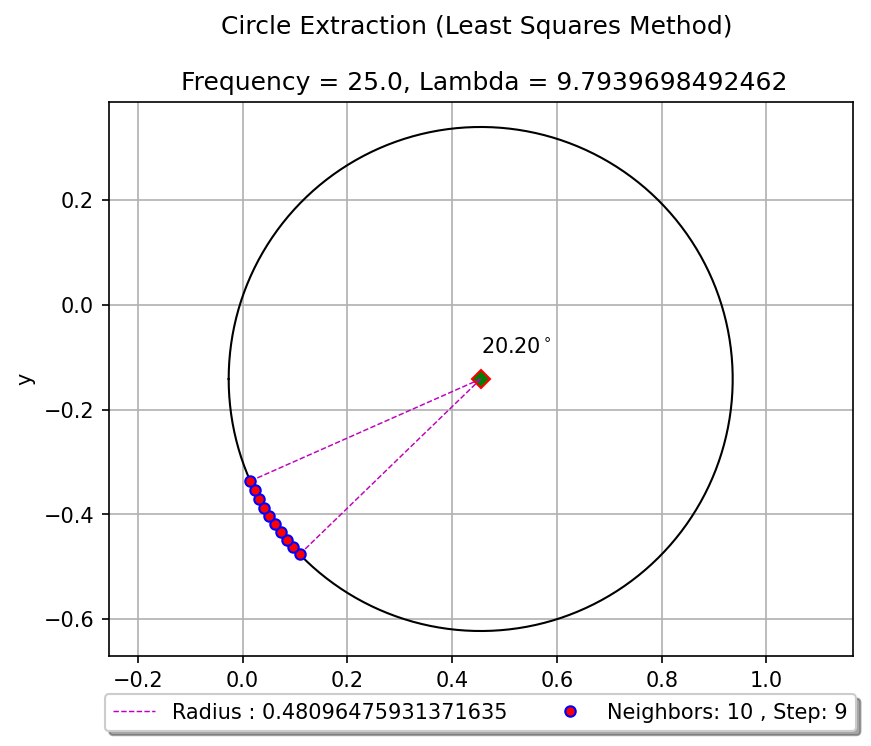 Circle Extraction (Least Squares Method)
Frequency = 25.0, Lambda = 9.7939698492462
0.2
0.0
−0.2
−0.4
−0.6
y
20.20°
−0.2 0.0 0.2 0.4 0.6 0.8 1.0
Radius : 0.48096475931371635 Neighbors: 10 , Step: 9